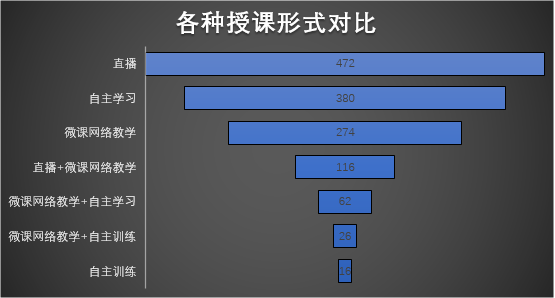 各种授课形式对比
直播 472
自主学习 380
微课网络教学 274
直播+微课网络教学 116
微课网络教学+自主学习 62
微课网络教学+自主训练 26
自主训练 16